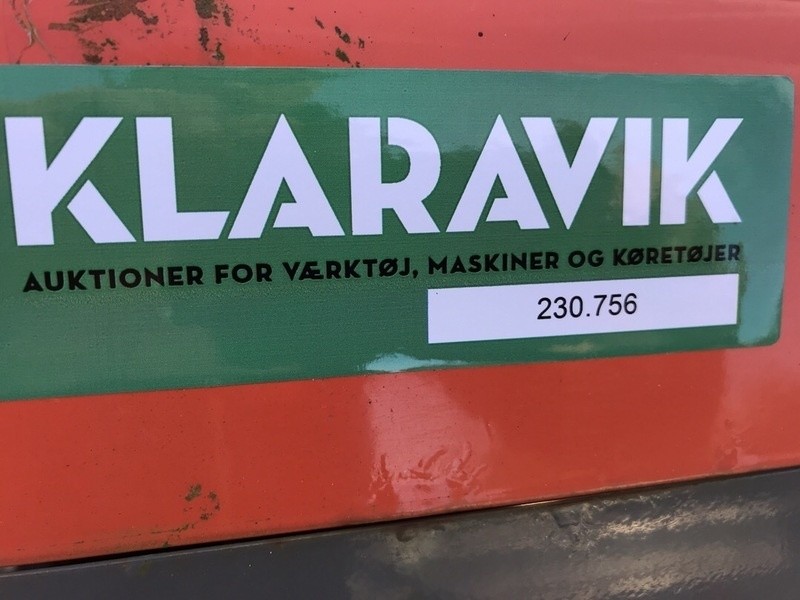 KLARAVIK
AUKTIONER FOR VÆRKTØJ, MASKINER OG KØRETØJER
230.756